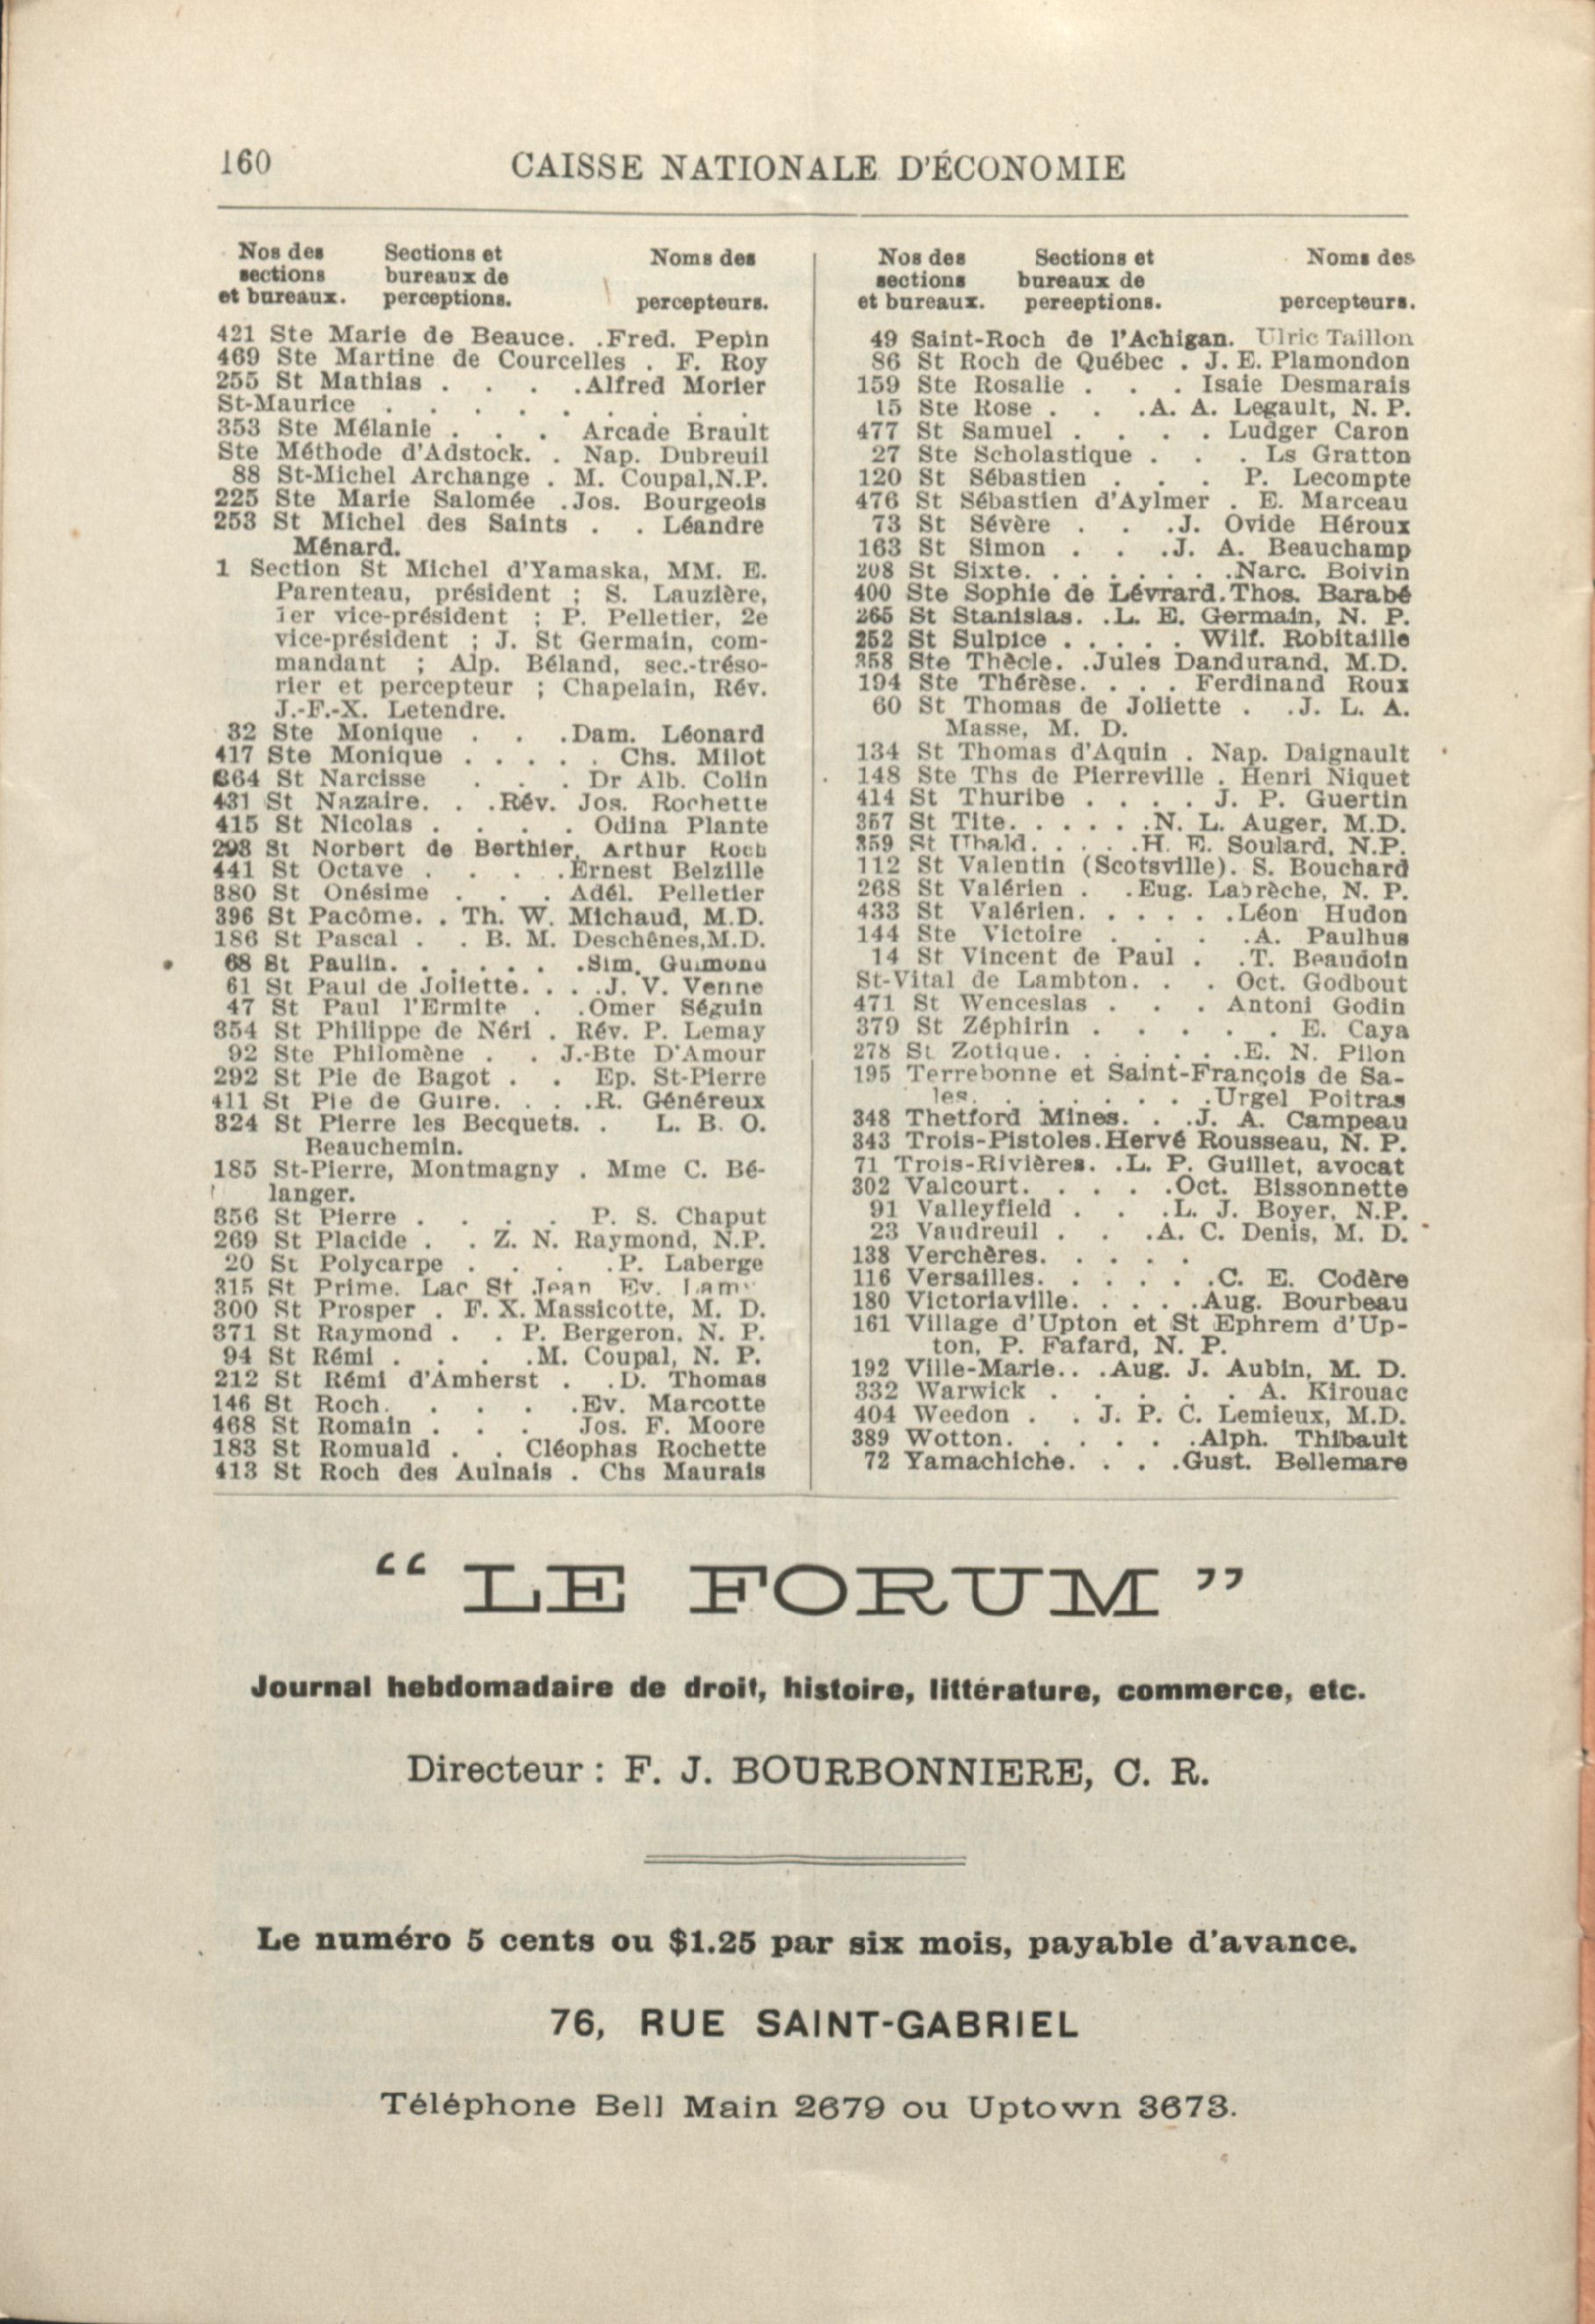 160
CAISSE NATIONALE D'ÉCONOMIE
Nos des Sections et Noms des
sections bureaux de
et bureaux. perceptions. percepteurs.
421 Ste Marie de Beauce. .Fred. Pepin
469 Ste Martine de Courcelles . F. Roy
255 St Mathias . . . .Alfred Morier
St-Maurice . . . . . . . . .
353 Ste Mélanie . . . Arcade Brault
Ste Méthode d'Adstock. . Nap. Dubreuil
88 St-Michel Archange . M. Coupal,N.P.
225 Ste Marie Salomée .Jos. Bourgeois
253 St Michel des Saints . . Léandre
Ménard.
1 Section St Michel d'Yamaska, MM. E.
Parenteau, président ; S. Lauzière,
1er vice-président ; P. Pelletier, 2e
vice-président ; J. St Germain, com-
mandant ; Alp. Béland, sec.-tréso-
rier et percepteur ; Chapelain, Rév.
J.-F.-X. Letendre.
32 Ste Monique . . .Dam. Léonard
417 Ste Monique . . . . . Chs. Milot
364 St Narcisse . . . Dr Alb. Colin
431 St Nazaire. . .Rév. Jos. Rochette
415 St Nicolas . . . . Odina Plante
293 St Norbert de Berthier, Arthur Roch
441 St Octave . . . .Ernest Belzille
380 St Onésime . . . Adél. Pelletier
396 St Pacôme. . Th. W. Michaud, M.D.
186 St Pascal . . B. M. Deschênes,M.D.
68 St Paulin. . . . . .Sim. Guimond
61 St Paul de Joliette. . . .J. V. Venne
47 St Paul l'Ermite . .Omer Séguin
354 St Philippe de Néri . Rév. P. Lemay
92 Ste Philomène . . J.-Bte D'Amour
292 St Pie de Bagot . . Ep. St-Pierre
411 St Pie de Guire. . . .R. Généreux
324 St Pierre les Becquets. . L. B. O.
Beauchemin.
185 St-Pierre, Montmagny . Mme C. Bé-
langer.
356 St Pierre . . . . P. S. Chaput
269 St Placide . . Z. N. Raymond, N.P.
20 St Polycarpe . . . .P. Laberge
315 St Prime. Lac St Jean Ev. Lam
300 St Prosper . F. X. Massicotte, M. D.
371 St Raymond . . P. Bergeron, N. P.
94 St Rémi . . . .M. Coupal, N. P.
212 St Rémi d'Amherst . .D. Thomas
146 St Roch. . . . .Ev. Marcotte
468 St Romain . . . Jos. F. Moore
183 St Romuald . . Cléophas Rochette
413 St Roch des Aulnais . Chs Maurais
Nos des Sections et Noms des
sections bureaux de
et bureaux. pereeptions. percepteurs.
49 Saint-Roch de l'Achigan. Ulric Taillon
86 St Roch de Québec . J. E. Plamondon
159 Ste Rosalie . . . Isaie Desmarais
15 Ste Rose . . .A. A. Legault, N. P.
477 St Samuel . . . . Ludger Caron
27 Ste Scholastique . . . Ls Gratton
120 St Sébastien . . . P. Lecompte
476 St Sébastien d'Aylmer . E. Marceau
73 St Sévère . . .J. Ovide Héroux
163 St Simon . . .J. A. Beauchamp
208 St Sixte. . . . . . .Narc. Boivin
400 Ste Sophie de Lévrard.Thos. Barabé
265 St Stanislas. .L. E. Germain, N. P.
252 St Sulpice . . . . . Wilf. Robitaille
358 Ste Thècle. .Jules Dandurand, M.D.
194 Ste Thérèse. . . . Ferdinand Roux
60 St Thomas de Joliette . .J. L. A.
Masse, M. D.
134 St Thomas d'Aquin . Nap. Daignault
148 Ste Ths de Pierreville . Henri Niquet
414 St Thuribe . . . . J. P. Guertin
357 St Tite. . . . . .N. L. Auger, M.D.
359 St Ubald. . . . .H. E. Soulard, N.P.
112 St Valentin (Scotsville). S. Bouchard
268 St Valérien . .Eug. Labrèche, N. P.
433 St Valérien. . . . . .Léon Hudon
144 Ste Victoire . . . .A. Paulhus
14 St Vincent de Paul . .T. Beaudoin
St-Vital de Lambton. . . Oct. Godbout
471 St Wenceslas . . . Antoni Godin
379 St Zéphirin . . . . . E. Caya
278 St Zotique. . . . . . .E. N. Pilon
195 Terrebonne et Saint-François de Sa-
les. . . . . . .Urgel Poitras
348 Thetford Mines. . .J. A. Campeau
343 Trois-Pistoles.Hervé Rousseau, N. P.
71 Trois-Rivières. .L. P. Guillet, avocat
302 Valcourt. . . . .Oct. Bissonnette
91 Valleyfield . . .L. J. Boyer, N.P.
23 Vaudreuil . . .A. C. Denis, M. D.
138 Verchères. . . . .
116 Versailles. . . . . .C. E. Codère
180 Victoriaville. . . . .Aug. Bourbeau
161 Village d'Upton et St Ephrem d'Up-
ton, P. Fafard, N. P.
192 Ville-Marie.. .Aug. J. Aubin, M. D.
332 Warwick . . . . . A. Kirouac
404 Weedon . . J. P. C. Lemieux, M.D.
389 Wotton. . . . . .Alph. Thibault
72 Yamachiche. . . .Gust. Bellemare
“ LE FORUM ”
Journal hebdomadaire de droit, histoire, littérature, commerce, etc.
Directeur : F. J. BOURBONNIERE, C. R.
Le numéro 5 cents ou $1.25 par six mois, payable d'avance.
76, RUE SAINT-GABRIEL
Téléphone Bell Main 2679 ou Uptown 3673.